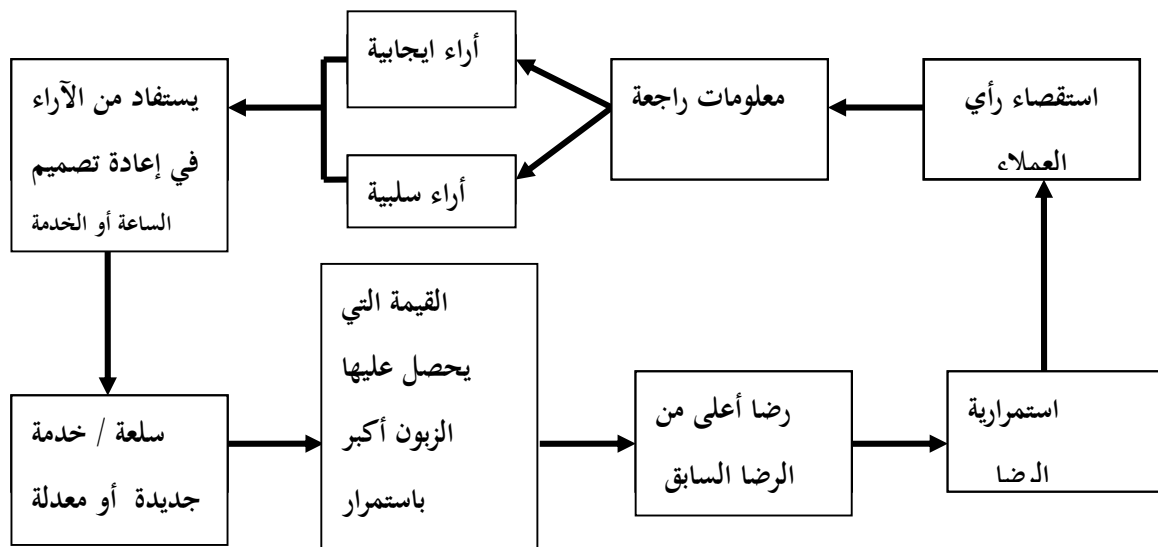 استقصاء رأي
العملاء
معلومات راجعة
أراء ايجابية
أراء سلبية
يستفاد من الآراء
في إعادة تصميم
الساعة أو الخدمة
سلعة / خدمة
جديدة أو معدلة
القيمة التي
يحصل عليها
الزبون أكبر
باستمرار
رضا أعلى من
الرضا السابق
استمرارية
الرضا